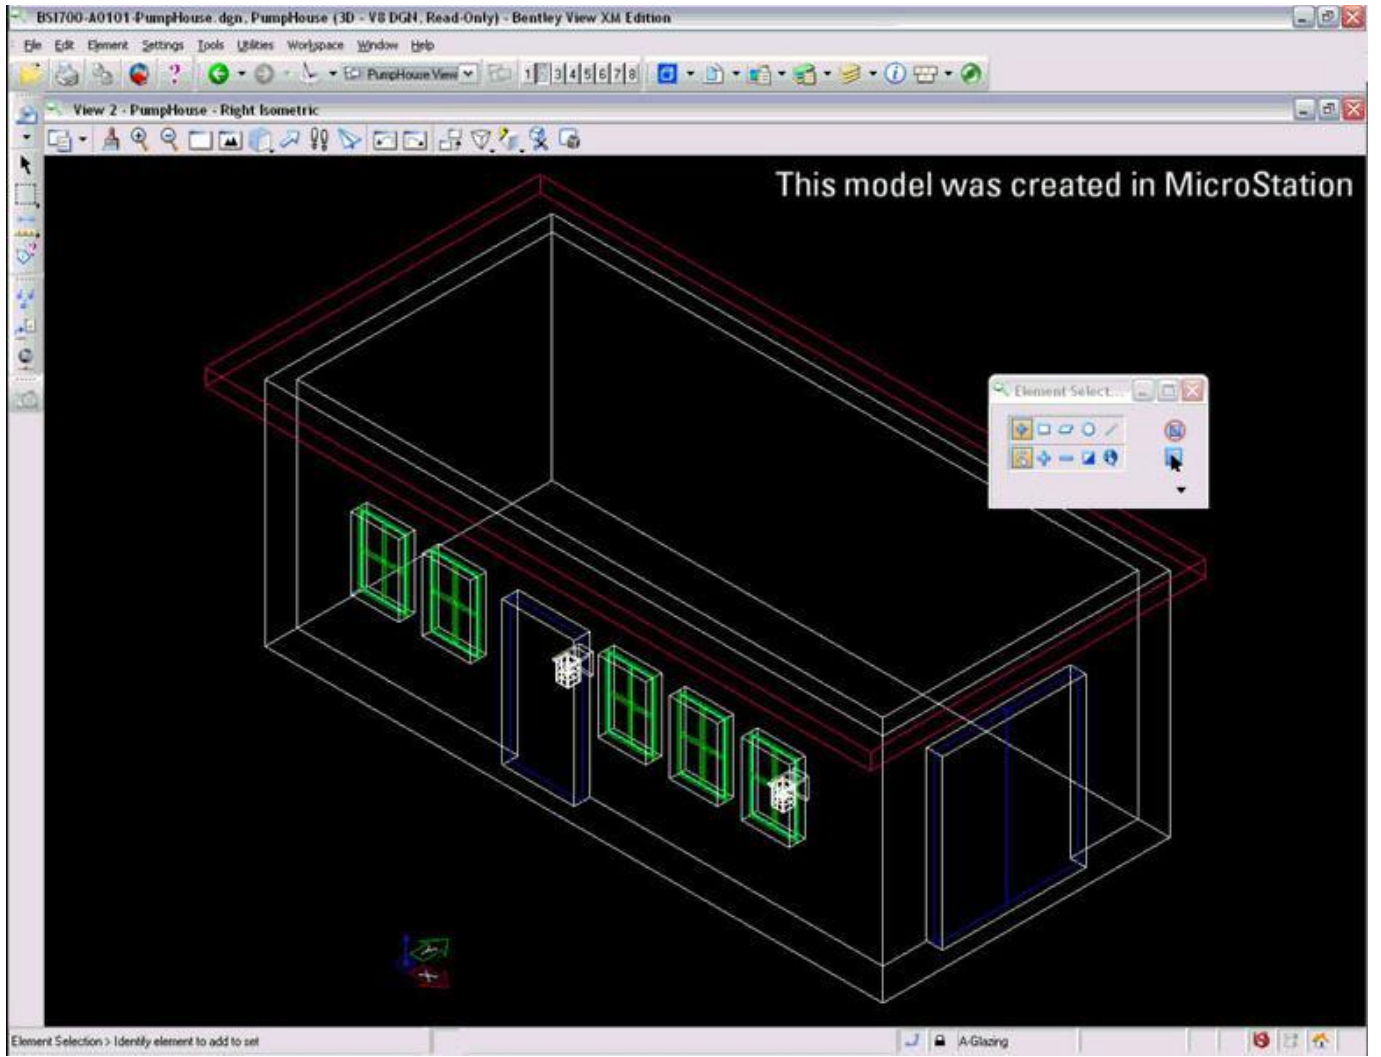 BSI700-A0101-PumpHouse.dgn, PumpHouse (3D - V8 DGN, Read-Only) - Bentley View XM Edition
File Edit Element Settings Tools Utilities Workspace Window Help
PumpHouse View 1 3 4 5 6 7 8
View 2 - PumpHouse - Right Isometric
This model was created in MicroStation
Element Select...
Element Selection > Identify element to add to set
A-Glazing